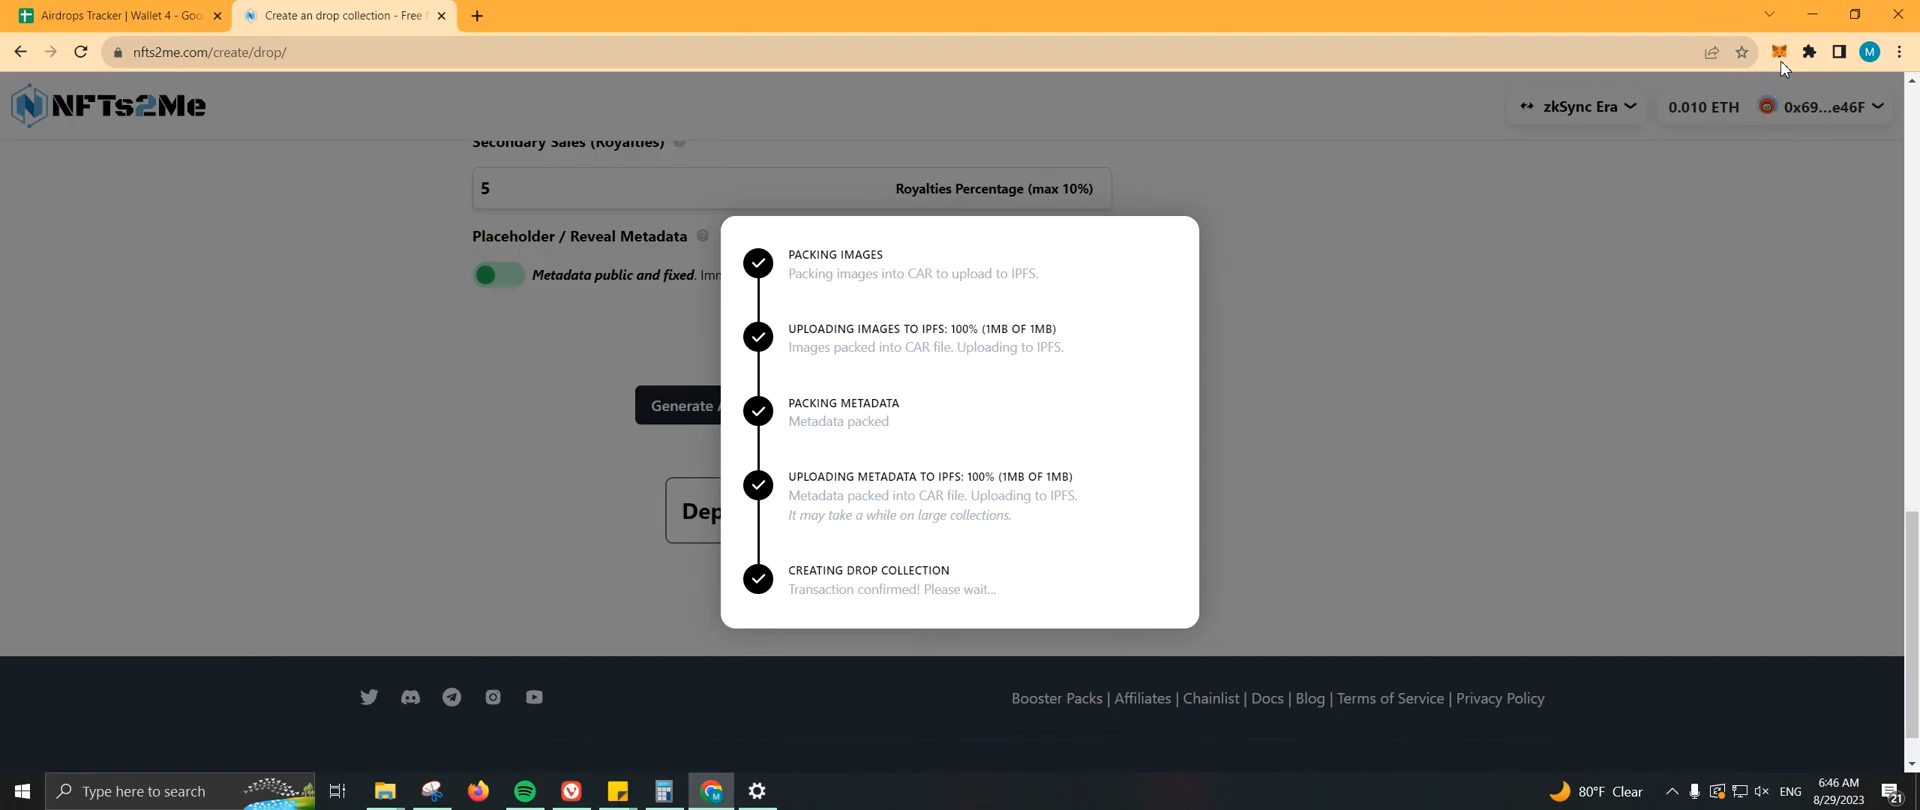 Airdrops Tracker | Wallet 4 - Goo
Create an drop collection - Free
nfts2me.com/create/drop/
M
NFTs2Me
zkSync Era
0.010 ETH
0x69...e46F
Secondary Sales (Royalties)
5
Royalties Percentage (max 10%)
Placeholder / Reveal Metadata
Metadata public and fixed. Imm
Generate
Dep
PACKING IMAGES
Packing images into CAR to upload to IPFS.
UPLOADING IMAGES TO IPFS: 100% (1MB OF 1MB)
Images packed into CAR file. Uploading to IPFS.
PACKING METADATA
Metadata packed
UPLOADING METADATA TO IPFS: 100% (1MB OF 1MB)
Metadata packed into CAR file. Uploading to IPFS.
It may take a while on large collections.
CREATING DROP COLLECTION
Transaction confirmed! Please wait...
Booster Packs | Affiliates | Chainlist | Docs | Blog | Terms of Service | Privacy Policy
Type here to search
80°F Clear
ENG
6:46 AM
8/29/2023
21